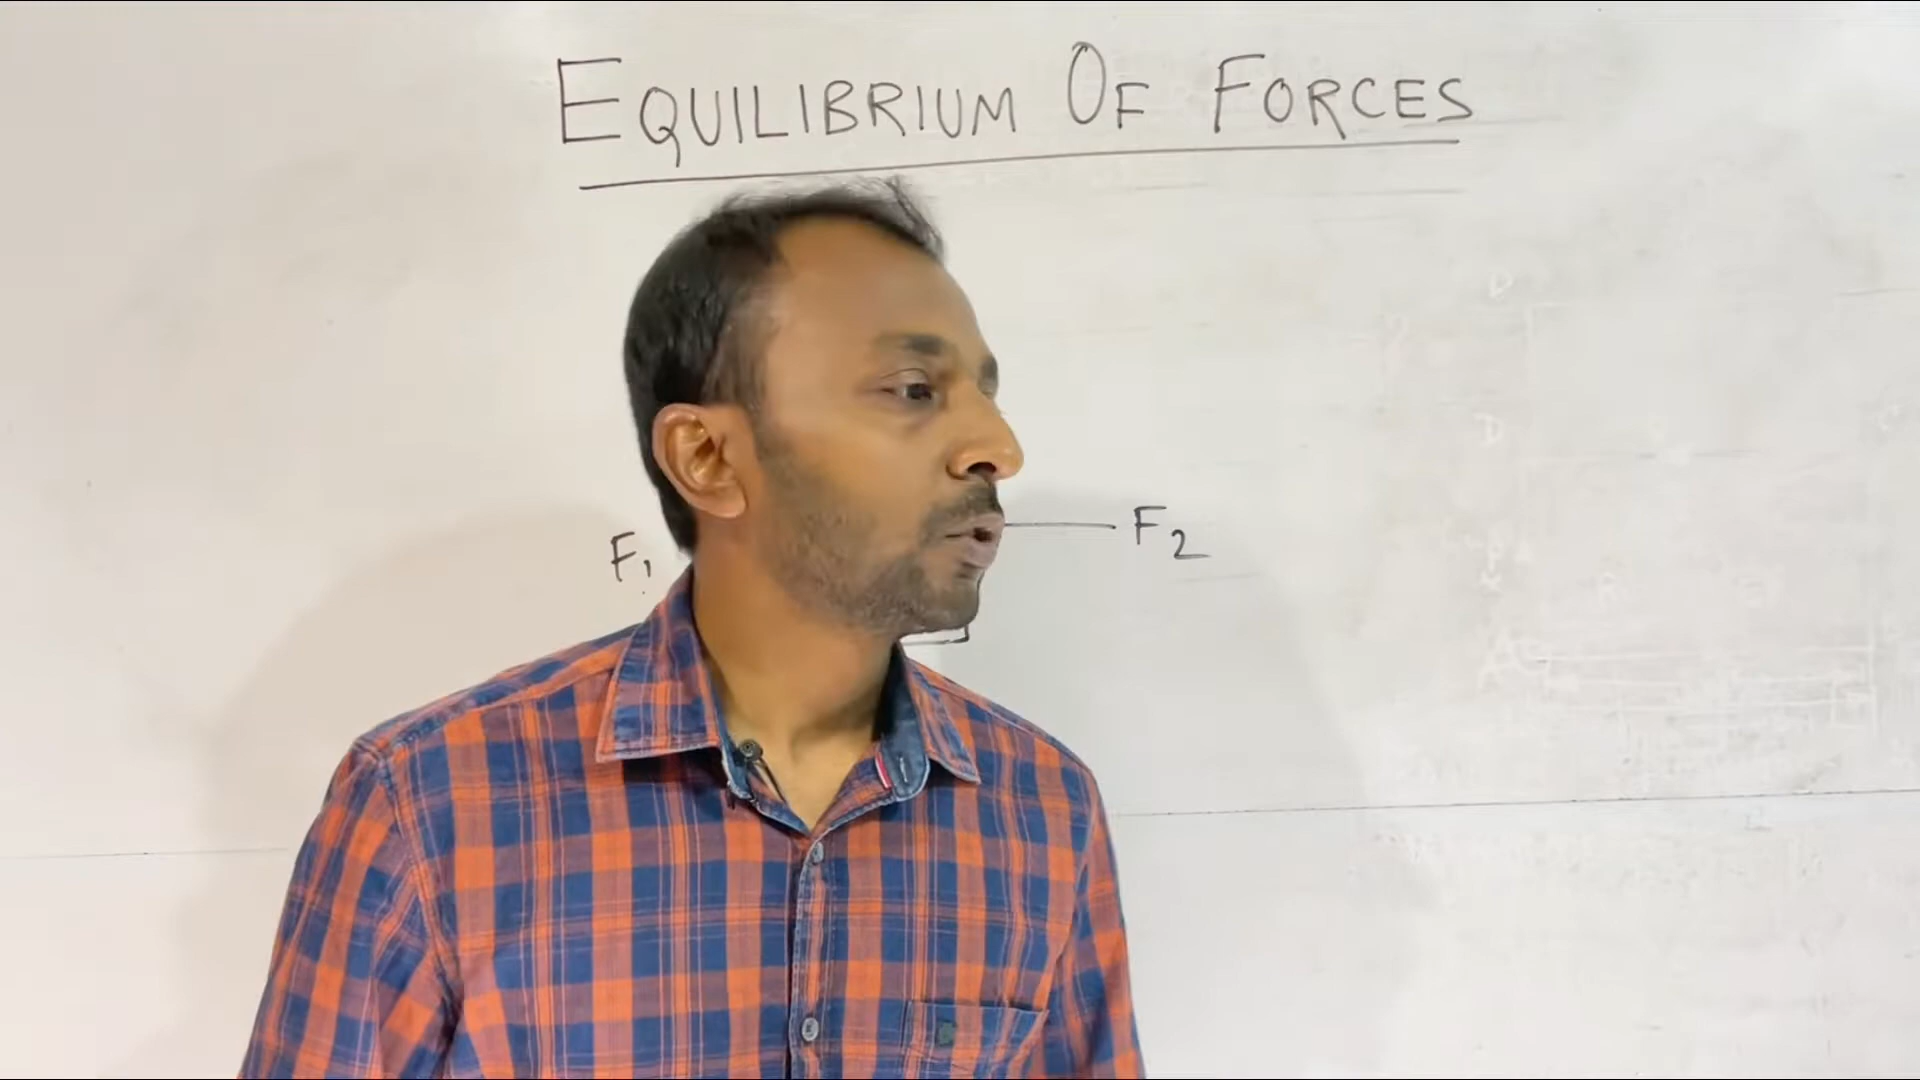 EQUILIBRIUM OF FORCES
F₁
F₂